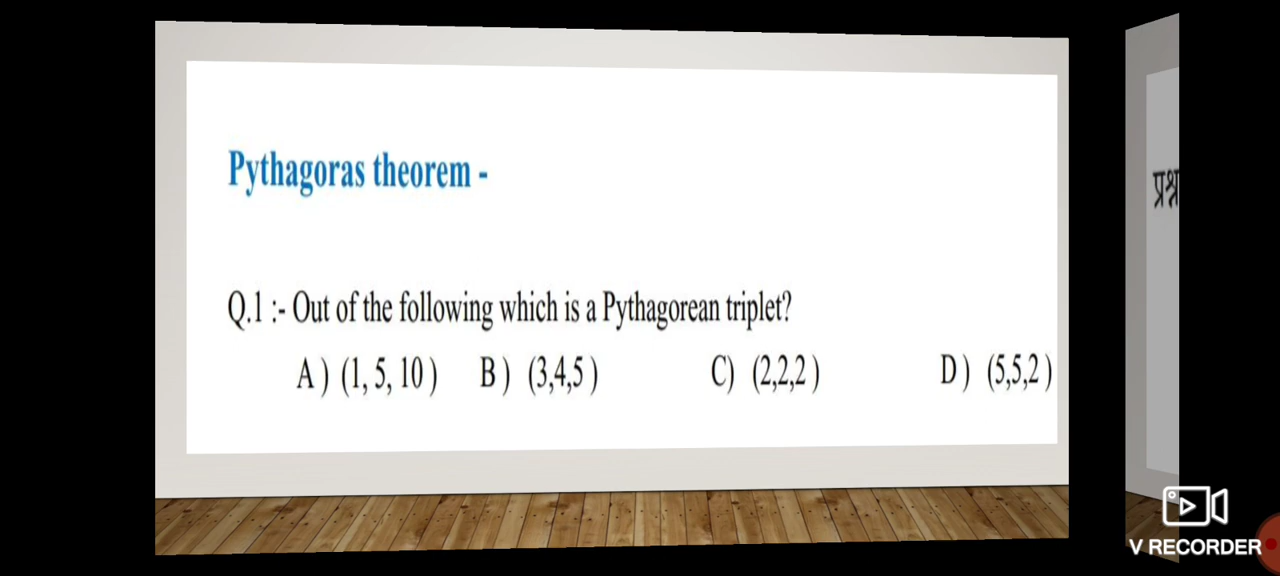 Pythagoras theorem -
Q.1 :- Out of the following which is a Pythagorean triplet?
A ) (1, 5, 10 ) B ) (3,4,5 ) C) (2,2,2 ) D ) (5,5,2 )
प्रश्न
V RECORDER